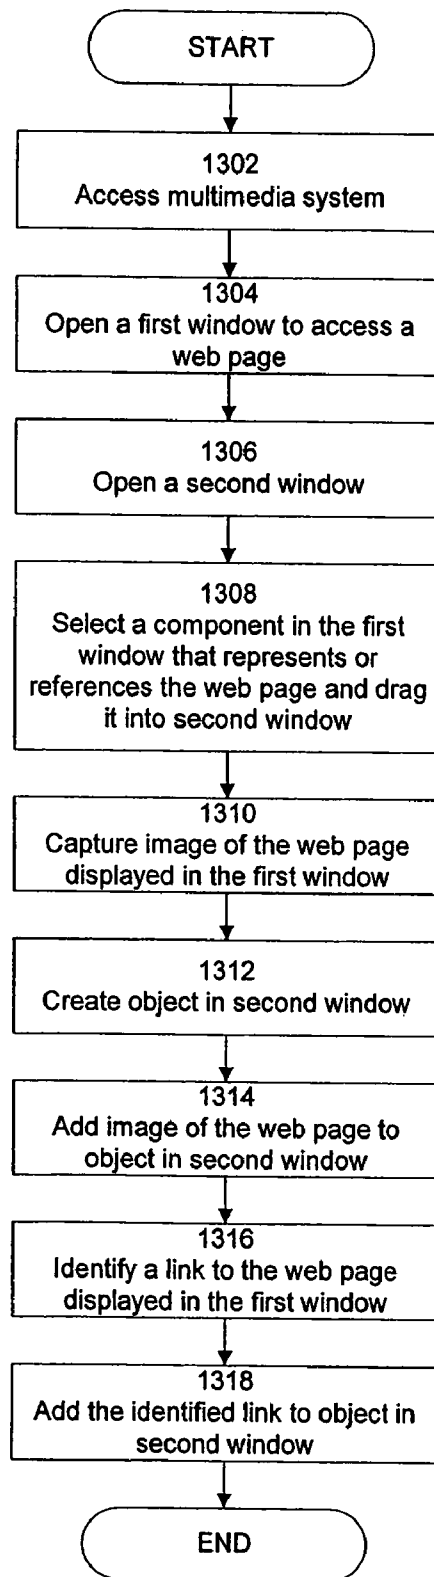 START
1302
Access multimedia system
1304
Open a first window to access a
web page
1306
Open a second window
1308
Select a component in the first
window that represents or
references the web page and drag
it into second window
1310
Capture image of the web page
displayed in the first window
1312
Create object in second window
1314
Add image of the web page to
object in second window
1316
Identify a link to the web page
displayed in the first window
1318
Add the identified link to object in
second window
END